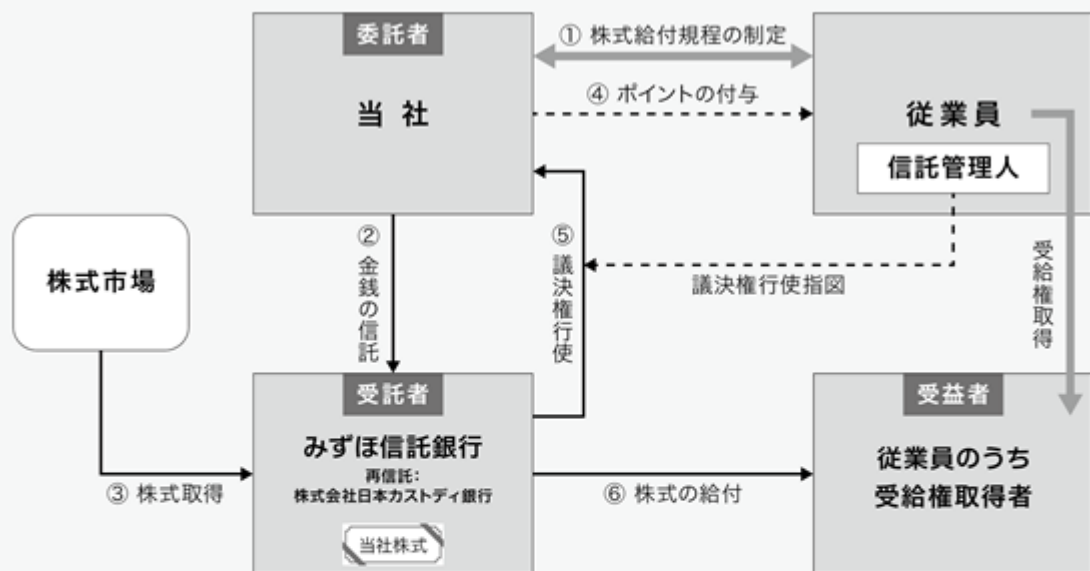 委託者
当社
① 株式給付規程の制定
④ ポイントの付与
従業員
信託管理人
株式市場
② 金銭の信託
⑤ 議決権行使
議決権行使指図
受給権取得
受託者
みずほ信託銀行
再信託：
株式会社日本カストディ銀行
当社株式
③ 株式取得
⑥ 株式の給付
受益者
従業員のうち
受給権取得者